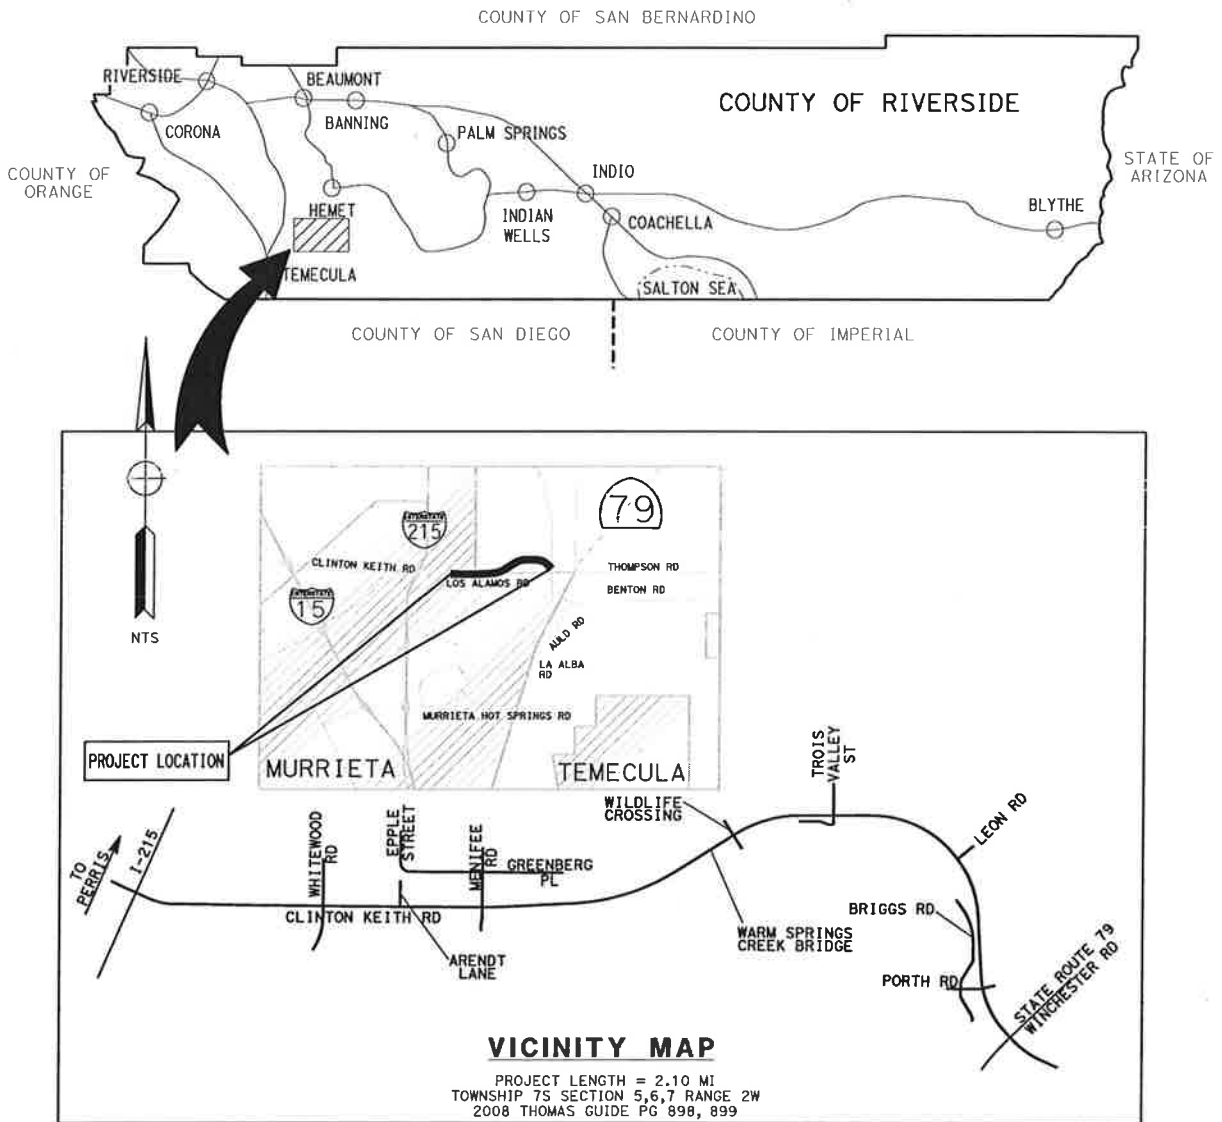 COUNTY OF SAN BERNARDINO
RIVERSIDE
BEAUMONT
COUNTY OF RIVERSIDE
CORONA
BANNING
PALM SPRINGS
COUNTY OF
ORANGE
STATE OF
ARIZONA
INDIO
HEMET
INDIAN
WELLS
COACHELLA
BLYTHE
TEMECULA
SALTON SEA
COUNTY OF SAN DIEGO
COUNTY OF IMPERIAL
NTS
INTERSTATE
215
79
CLINTON KEITH RD
THOMPSON RD
LOS ALAMOS RD
BENTON RD
INTERSTATE
15
AULD RD
LA ALBA
RD
MURRIETA HOT SPRINGS RD
PROJECT LOCATION
MURRIETA
TEMECULA
TO
PERRIS
I-215
WHITEWOOD
RD
EPPLE
STREET
MENIFEE
RD
GREENBERG
PL
CLINTON KEITH RD
ARENDT
LANE
WILDLIFE
CROSSING
TROIS
VALLEY
ST
LEON RD
WARM SPRINGS
CREEK BRIDGE
BRIGGS RD
PORTH RD
STATE ROUTE 79
WINCHESTER RD
VICINITY MAP
PROJECT LENGTH = 2.10 MI
TOWNSHIP 7S SECTION 5,6,7 RANGE 2W
2008 THOMAS GUIDE PG 898, 899